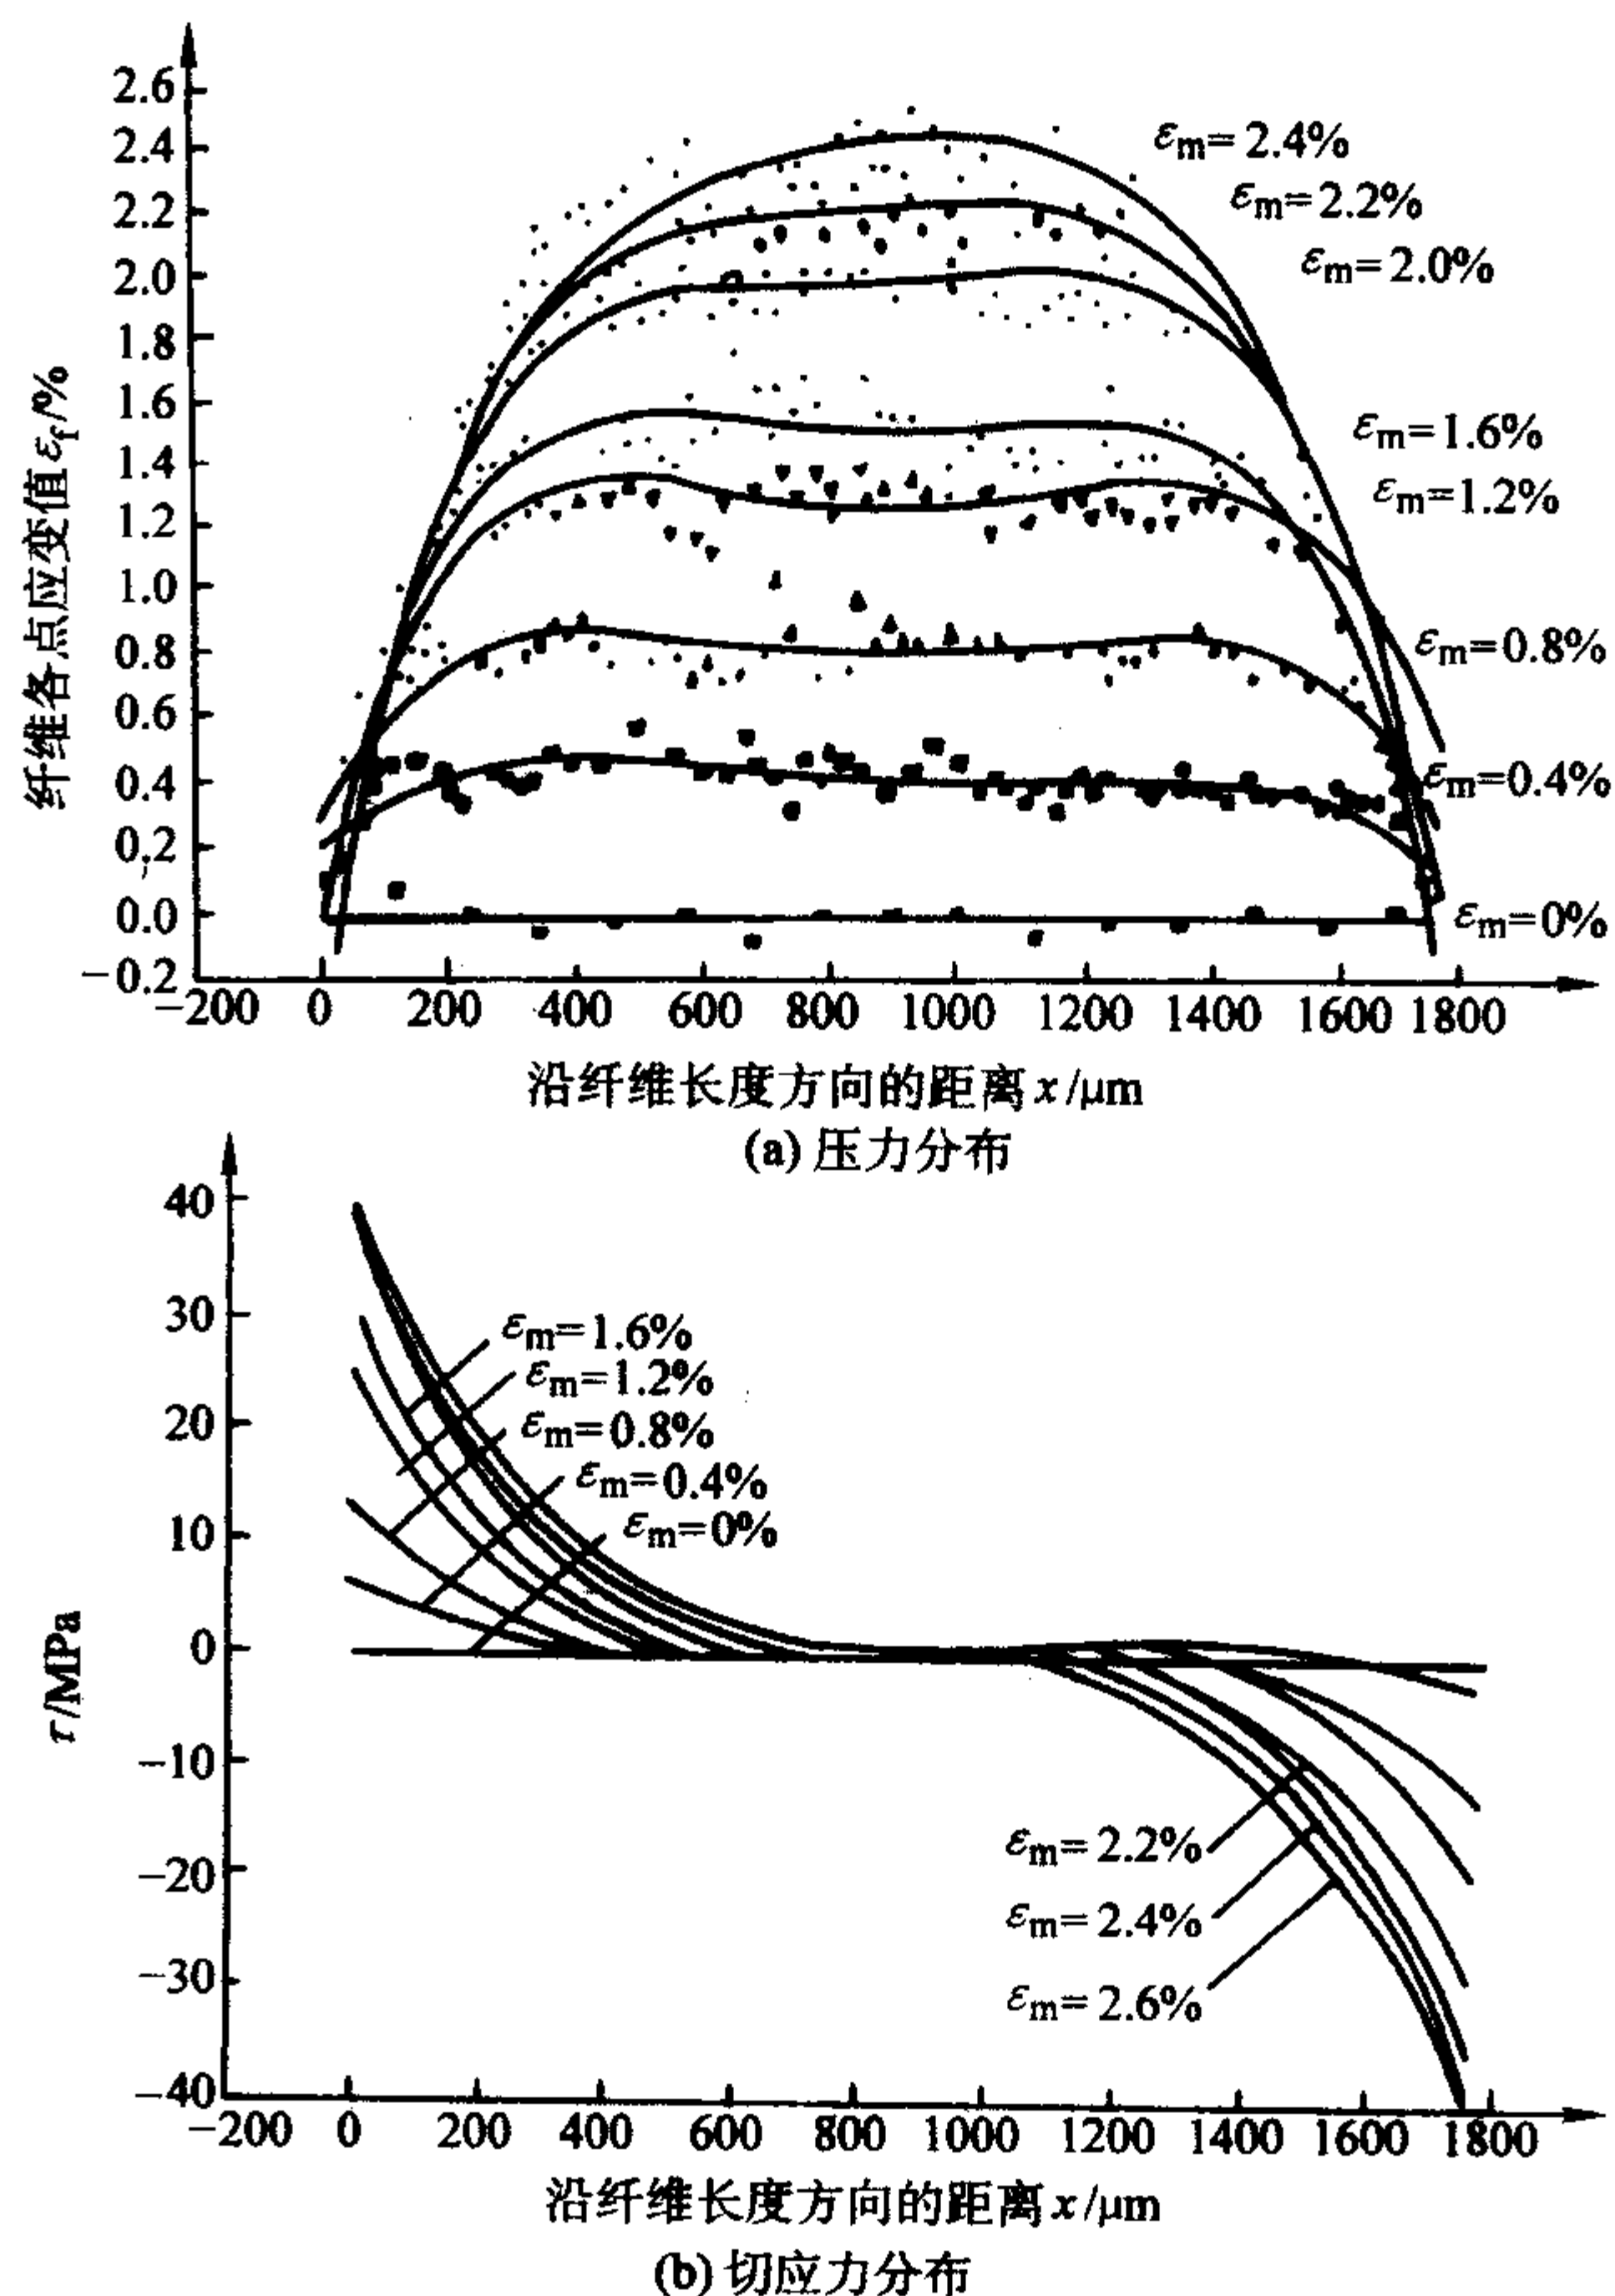 2.6
2.4
2.2
2.0
1.8
1.6
1.4
1.2
1.0
0.8
0.6
0.4
0.2
0.0
−0.2
纤维各点应变值εf/%
εm=2.4%
εm=2.2%
εm=2.0%
εm=1.6%
εm=1.2%
εm=0.8%
εm=0.4%
εm=0%
−200 0 200 400 600 800 1000 1200 1400 1600 1800
沿纤维长度方向的距离x/μm
(a) 压力分布
40
30
20
10
0
−10
−20
−30
−40
τ/MPa
εm=1.6%
εm=1.2%
εm=0.8%
εm=0.4%
εm=0%
εm=2.2%
εm=2.4%
εm=2.6%
−200 0 200 400 600 800 1000 1200 1400 1600 1800
沿纤维长度方向的距离x/μm
(b) 切应力分布